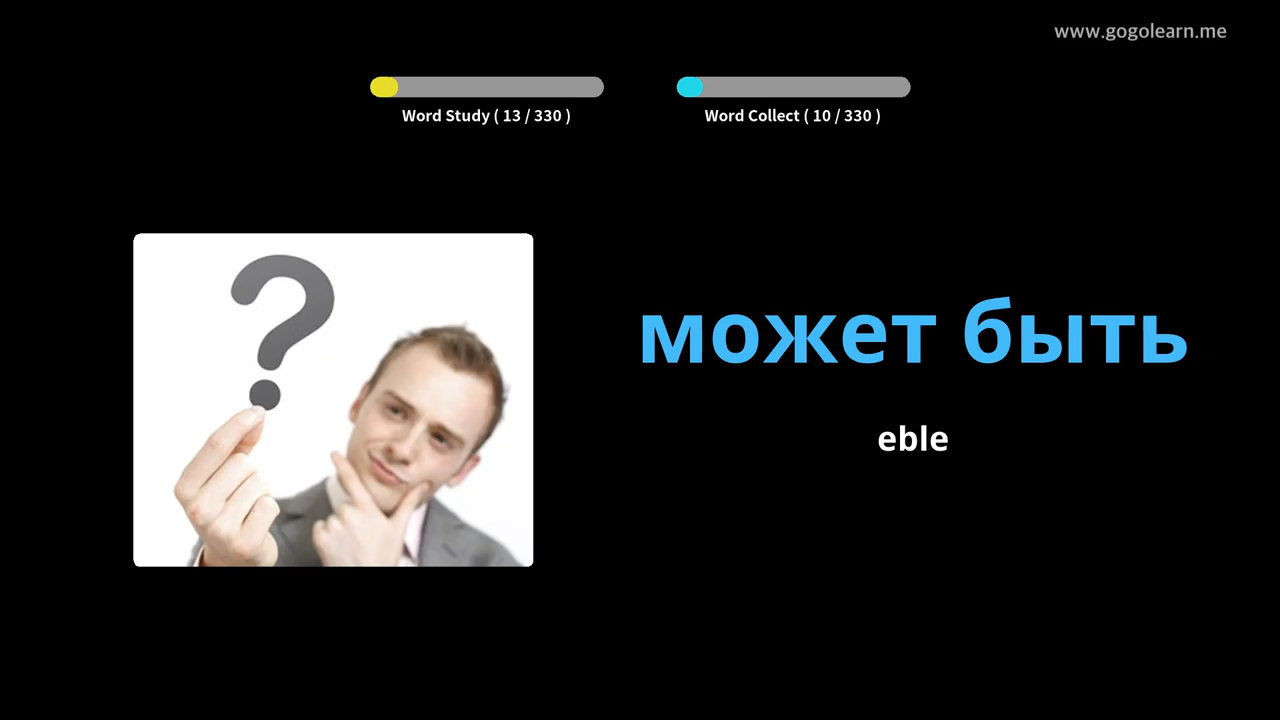 www.gogolearn.me
Word Study ( 13 / 330 )
Word Collect ( 10 / 330 )
может быть
eble